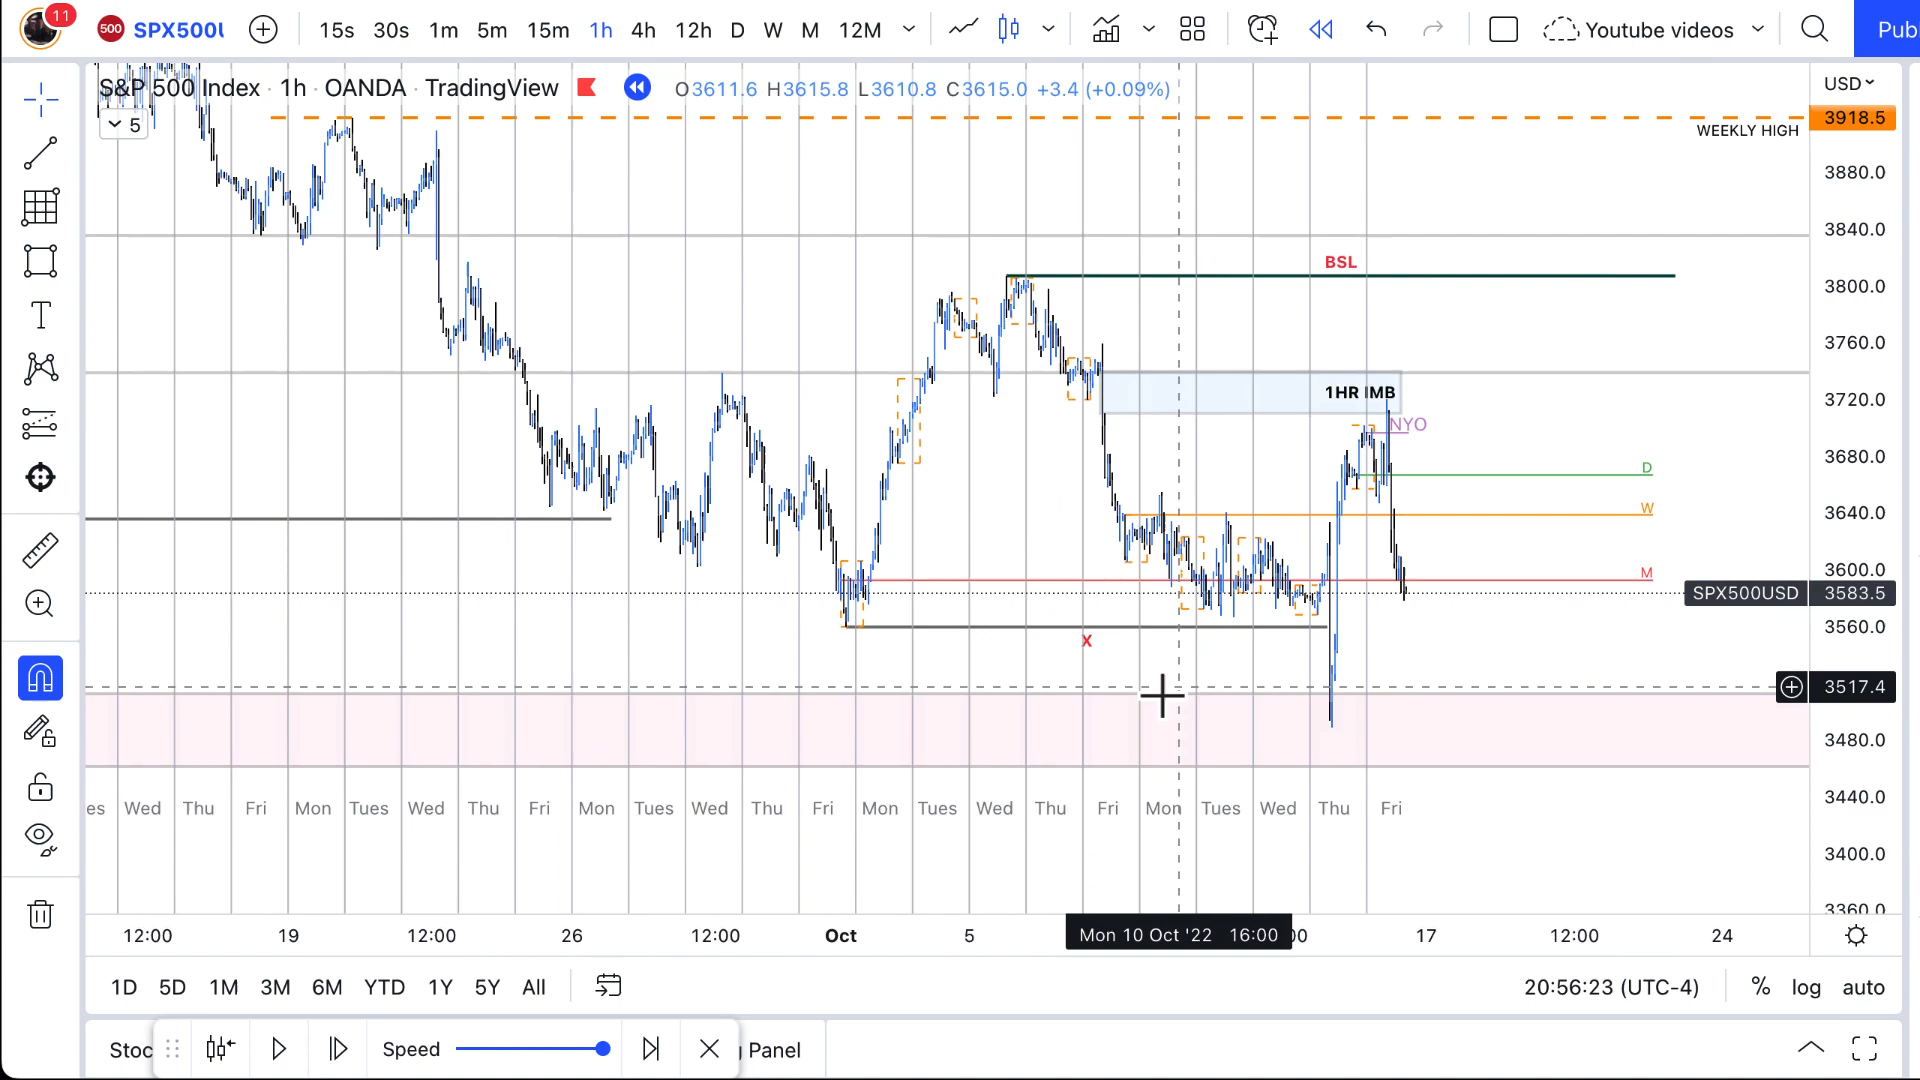 11
500 SPX500U 15s 30s 1m 5m 15m 1h 4h 12h D W M 12M Youtube videos Publ
S&P 500 Index · 1h · OANDA · TradingView O3611.6 H3615.8 L3610.8 C3615.0 +3.4 (+0.09%) USD
5
3918.5
WEEKLY HIGH
3880.0
3840.0
BSL
3800.0
3760.0
1HR IMB
3720.0
NYO
3680.0
D
W
3640.0
3600.0
M
SPX500USD 3583.5
3560.0
X
3517.4
3480.0
3440.0
es Wed Thu Fri Mon Tues Wed Thu Fri Mon Tues Wed Thu Fri Mon Tues Wed Thu Fri Mon Tues Wed Thu Fri
3400.0
3360.0
12:00 19 12:00 26 12:00 Oct 5 Mon 10 Oct '22 16:00 00 17 12:00 24
1D 5D 1M 3M 6M YTD 1Y 5Y All 20:56:23 (UTC-4) % log auto
Stoc Speed Panel